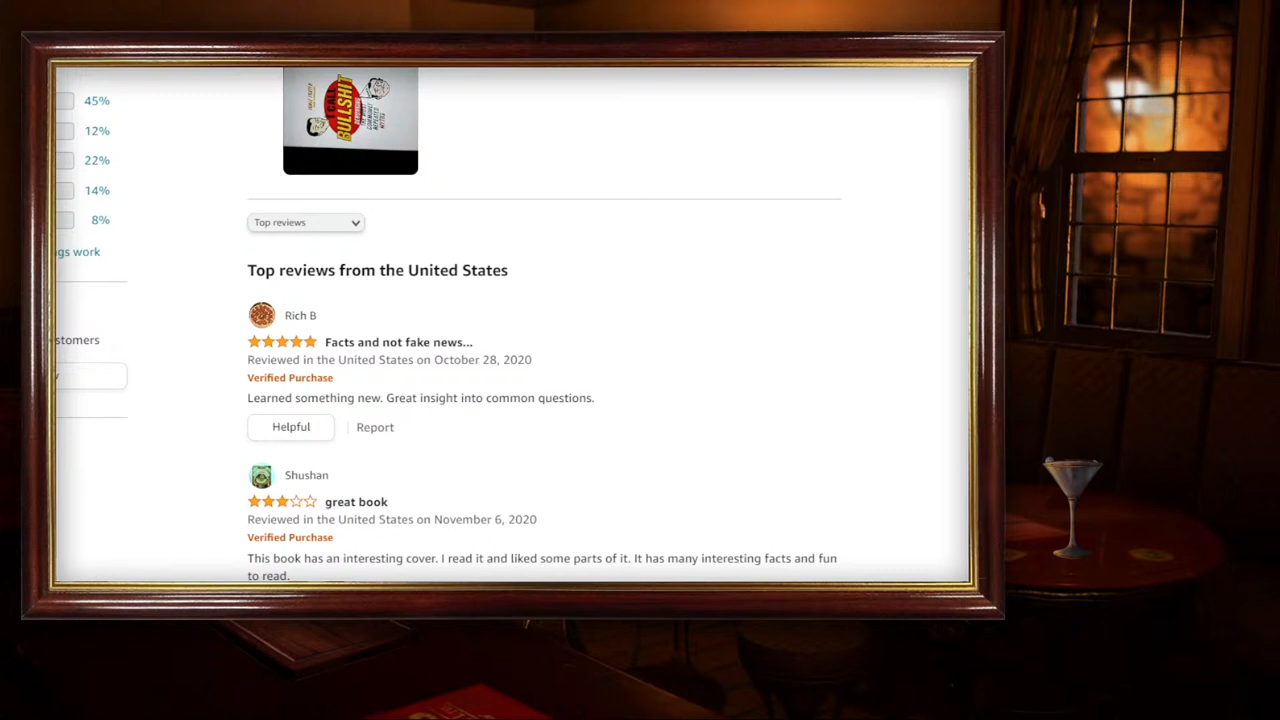 45%
12%
22%
14%
8%
gs work
stomers
I CALL
BULLSHIT
Top reviews
Top reviews from the United States
Rich B
Facts and not fake news...
Reviewed in the United States on October 28, 2020
Verified Purchase
Learned something new. Great insight into common questions.
Helpful
Report
Shushan
great book
Reviewed in the United States on November 6, 2020
Verified Purchase
This book has an interesting cover. I read it and liked some parts of it. It has many interesting facts and fun
to read.